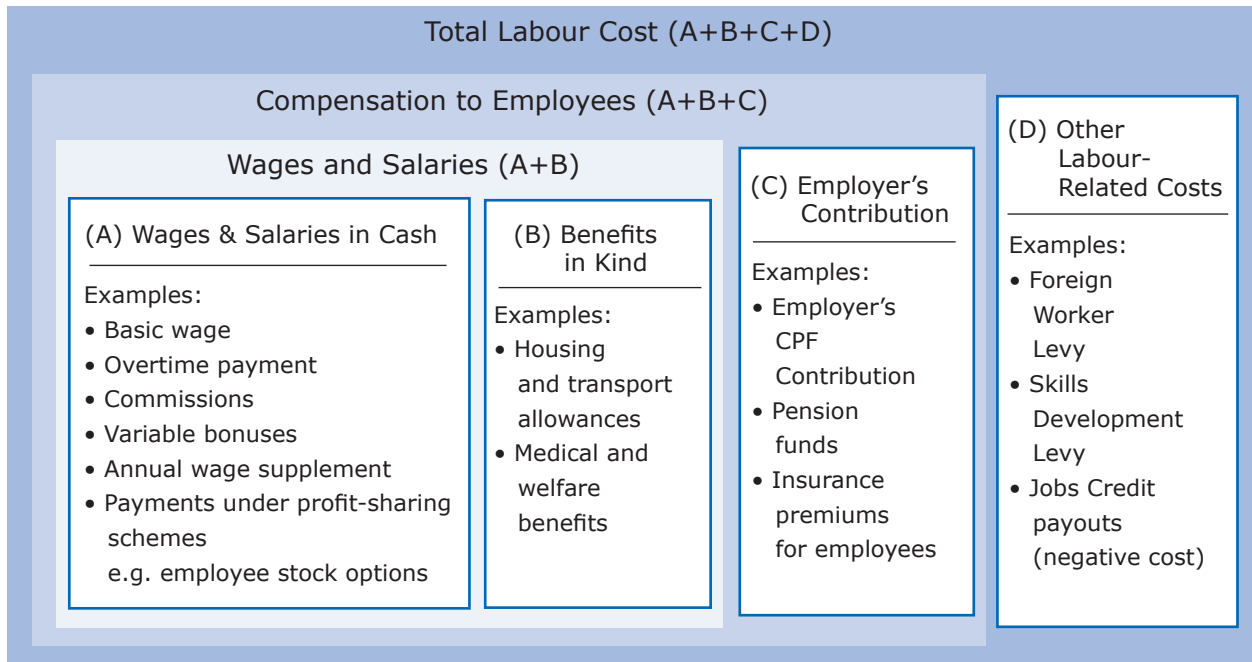 Total Labour Cost (A+B+C+D)
Compensation to Employees (A+B+C)
Wages and Salaries (A+B)
(A) Wages & Salaries in Cash
Examples:
• Basic wage
• Overtime payment
• Commissions
• Variable bonuses
• Annual wage supplement
• Payments under profit-sharing
schemes
e.g. employee stock options
(B) Benefits
in Kind
Examples:
• Housing
and transport
allowances
• Medical and
welfare
benefits
(C) Employer’s
Contribution
Examples:
• Employer’s
CPF
Contribution
• Pension
funds
• Insurance
premiums
for employees
(D) Other
Labour-
Related Costs
Examples:
• Foreign
Worker
Levy
• Skills
Development
Levy
• Jobs Credit
payouts
(negative cost)